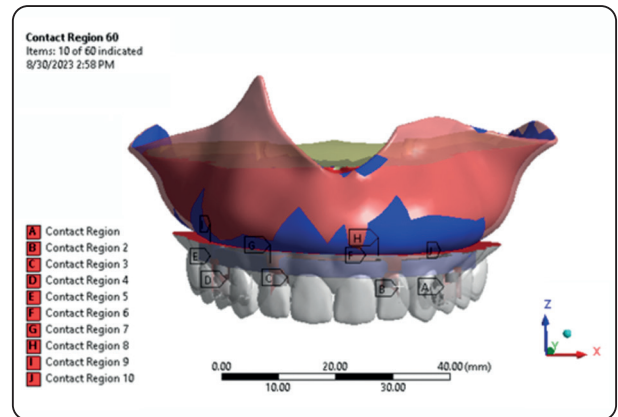 Contact Region 60
Items: 10 of 60 indicated
8/30/2023 2:58 PM
A Contact Region
B Contact Region 2
C Contact Region 3
D Contact Region 4
E Contact Region 5
F Contact Region 6
G Contact Region 7
H Contact Region 8
I Contact Region 9
J Contact Region 10
G
H
E
F
D
C
B
A
Z
Y
X
0.00 20.00 40.00 (mm)
10.00 30.00